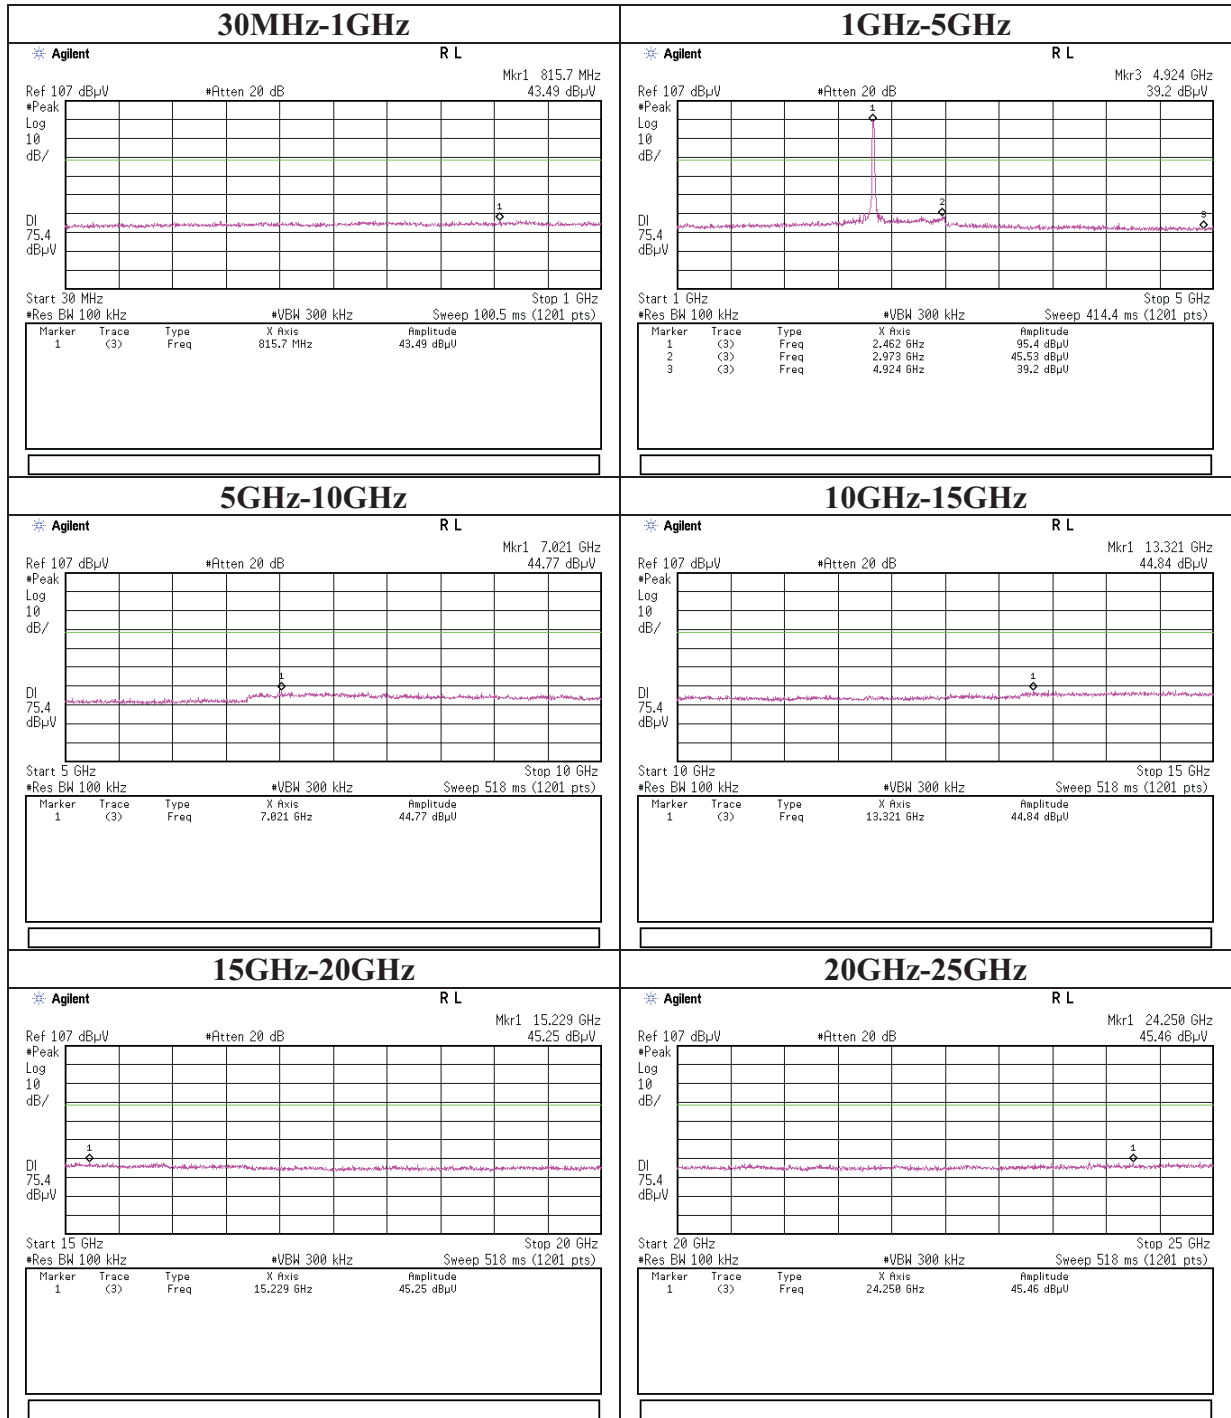 30MHz-1GHz
Agilent R L
Mkr1 815.7 MHz
Ref 107 dBµV #Atten 20 dB 43.49 dBµV
#Peak
Log
10
dB/
1
DI
75.4
dBµV
Start 30 MHz Stop 1 GHz
#Res BW 100 kHz #VBW 300 kHz Sweep 100.5 ms (1201 pts)
Marker Trace Type X Axis Amplitude
1 (3) Freq 815.7 MHz 43.49 dBµV
1GHz-5GHz
Agilent R L
Mkr3 4.924 GHz
Ref 107 dBµV #Atten 20 dB 39.2 dBµV
#Peak
Log
10
dB/
1
2
3
DI
75.4
dBµV
Start 1 GHz Stop 5 GHz
#Res BW 100 kHz #VBW 300 kHz Sweep 414.4 ms (1201 pts)
Marker Trace Type X Axis Amplitude
1 (3) Freq 2.462 GHz 95.4 dBµV
2 (3) Freq 2.973 GHz 45.53 dBµV
3 (3) Freq 4.924 GHz 39.2 dBµV
5GHz-10GHz
Agilent R L
Mkr1 7.021 GHz
Ref 107 dBµV #Atten 20 dB 44.77 dBµV
#Peak
Log
10
dB/
1
DI
75.4
dBµV
Start 5 GHz Stop 10 GHz
#Res BW 100 kHz #VBW 300 kHz Sweep 518 ms (1201 pts)
Marker Trace Type X Axis Amplitude
1 (3) Freq 7.021 GHz 44.77 dBµV
10GHz-15GHz
Agilent R L
Mkr1 13.321 GHz
Ref 107 dBµV #Atten 20 dB 44.84 dBµV
#Peak
Log
10
dB/
1
DI
75.4
dBµV
Start 10 GHz Stop 15 GHz
#Res BW 100 kHz #VBW 300 kHz Sweep 518 ms (1201 pts)
Marker Trace Type X Axis Amplitude
1 (3) Freq 13.321 GHz 44.84 dBµV
15GHz-20GHz
Agilent R L
Mkr1 15.229 GHz
Ref 107 dBµV #Atten 20 dB 45.25 dBµV
#Peak
Log
10
dB/
1
DI
75.4
dBµV
Start 15 GHz Stop 20 GHz
#Res BW 100 kHz #VBW 300 kHz Sweep 518 ms (1201 pts)
Marker Trace Type X Axis Amplitude
1 (3) Freq 15.229 GHz 45.25 dBµV
20GHz-25GHz
Agilent R L
Mkr1 24.250 GHz
Ref 107 dBµV #Atten 20 dB 45.46 dBµV
#Peak
Log
10
dB/
1
DI
75.4
dBµV
Start 20 GHz Stop 25 GHz
#Res BW 100 kHz #VBW 300 kHz Sweep 518 ms (1201 pts)
Marker Trace Type X Axis Amplitude
1 (3) Freq 24.250 GHz 45.46 dBµV